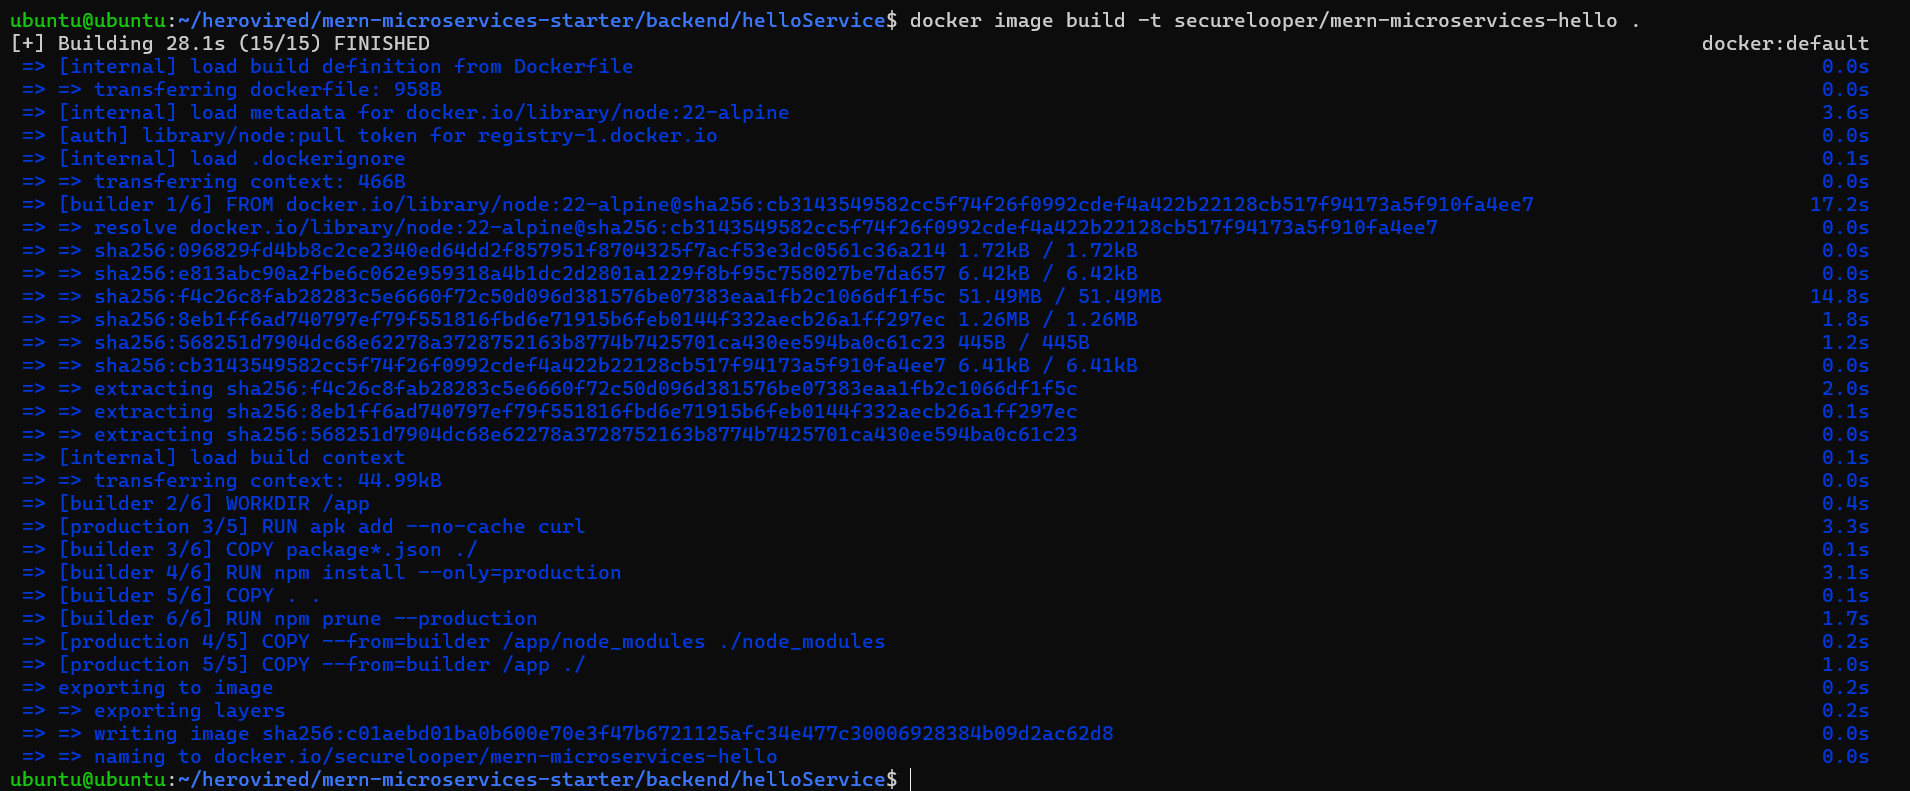 ubuntu@ubuntu:~/herovired/mern-microservices-starter/backend/helloService$ docker image build -t securelooper/mern-microservices-hello .
[+] Building 28.1s (15/15) FINISHED docker:default
=> [internal] load build definition from Dockerfile 0.0s
=> => transferring dockerfile: 958B 0.0s
=> [internal] load metadata for docker.io/library/node:22-alpine 3.6s
=> [auth] library/node:pull token for registry-1.docker.io 0.0s
=> [internal] load .dockerignore 0.1s
=> => transferring context: 466B 0.0s
=> [builder 1/6] FROM docker.io/library/node:22-alpine@sha256:cb3143549582cc5f74f26f0992cdef4a422b22128cb517f94173a5f910fa4ee7 17.2s
=> => resolve docker.io/library/node:22-alpine@sha256:cb3143549582cc5f74f26f0992cdef4a422b22128cb517f94173a5f910fa4ee7 0.0s
=> => sha256:096829fd4bb8c2ce2340ed64dd2f857951f8704325f7acf53e3dc0561c36a214 1.72kB / 1.72kB 0.0s
=> => sha256:e813abc90a2fbe6c062e959318a4b1dc2d2801a1229f8bf95c758027be7da657 6.42kB / 6.42kB 0.0s
=> => sha256:f4c26c8fab28283c5e6660f72c50d096d381576be07383eaa1fb2c1066df1f5c 51.49MB / 51.49MB 14.8s
=> => sha256:8eb1ff6ad740797ef79f551816fbd6e71915b6feb0144f332aecb26a1ff297ec 1.26MB / 1.26MB 1.8s
=> => sha256:568251d7904dc68e62278a3728752163b8774b7425701ca430ee594ba0c61c23 445B / 445B 1.2s
=> => sha256:cb3143549582cc5f74f26f0992cdef4a422b22128cb517f94173a5f910fa4ee7 6.41kB / 6.41kB 0.0s
=> => extracting sha256:f4c26c8fab28283c5e6660f72c50d096d381576be07383eaa1fb2c1066df1f5c 2.0s
=> => extracting sha256:8eb1ff6ad740797ef79f551816fbd6e71915b6feb0144f332aecb26a1ff297ec 0.1s
=> => extracting sha256:568251d7904dc68e62278a3728752163b8774b7425701ca430ee594ba0c61c23 0.0s
=> [internal] load build context 0.1s
=> => transferring context: 44.99kB 0.0s
=> [builder 2/6] WORKDIR /app 0.4s
=> [production 3/5] RUN apk add --no-cache curl 3.3s
=> [builder 3/6] COPY package*.json ./ 0.1s
=> [builder 4/6] RUN npm install --only=production 3.1s
=> [builder 5/6] COPY . . 0.1s
=> [builder 6/6] RUN npm prune --production 1.7s
=> [production 4/5] COPY --from=builder /app/node_modules ./node_modules 0.2s
=> [production 5/5] COPY --from=builder /app ./ 1.0s
=> exporting to image 0.2s
=> => exporting layers 0.2s
=> => writing image sha256:c01aebd01ba0b600e70e3f47b6721125afc34e477c30006928384b09d2ac62d8 0.0s
=> => naming to docker.io/securelooper/mern-microservices-hello 0.0s
ubuntu@ubuntu:~/herovired/mern-microservices-starter/backend/helloService$